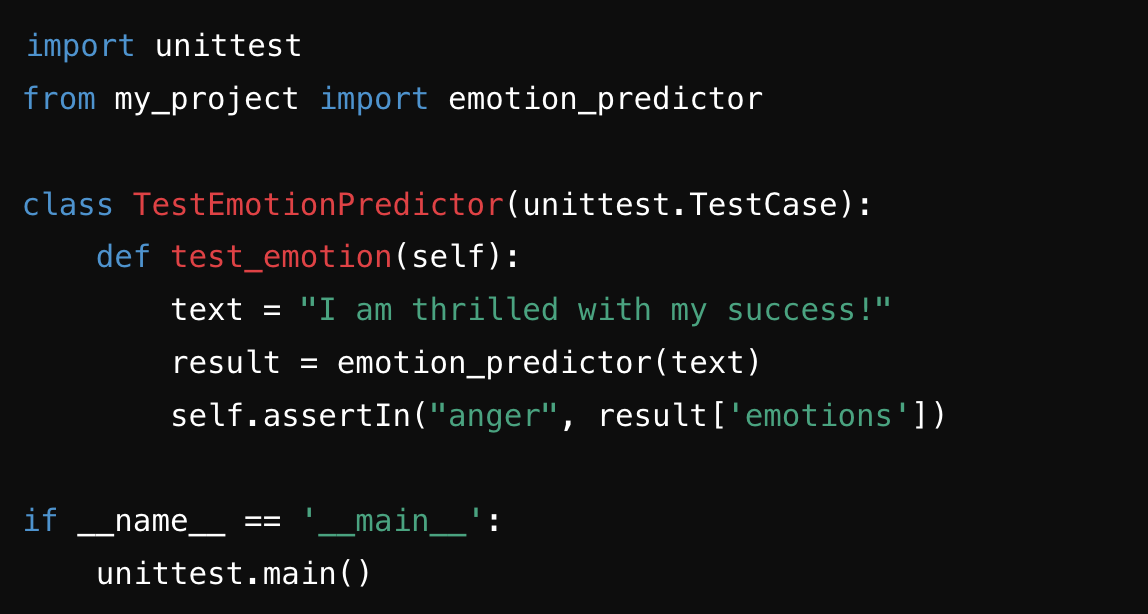 import unittest
from my_project import emotion_predictor
class TestEmotionPredictor(unittest.TestCase):
    def test_emotion(self):
        text = "I am thrilled with my success!"
        result = emotion_predictor(text)
        self.assertIn("anger", result['emotions'])
if __name__ == '__main__':
    unittest.main()